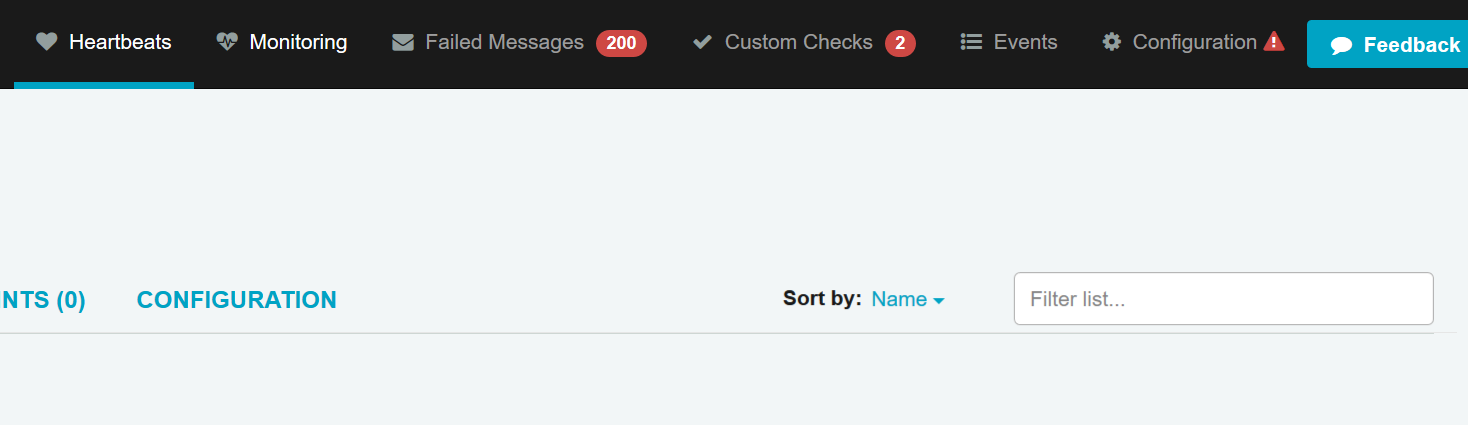 Heartbeats Monitoring Failed Messages 200 Custom Checks 2 Events Configuration Feedback
NTS (0) CONFIGURATION Sort by: Name Filter list...